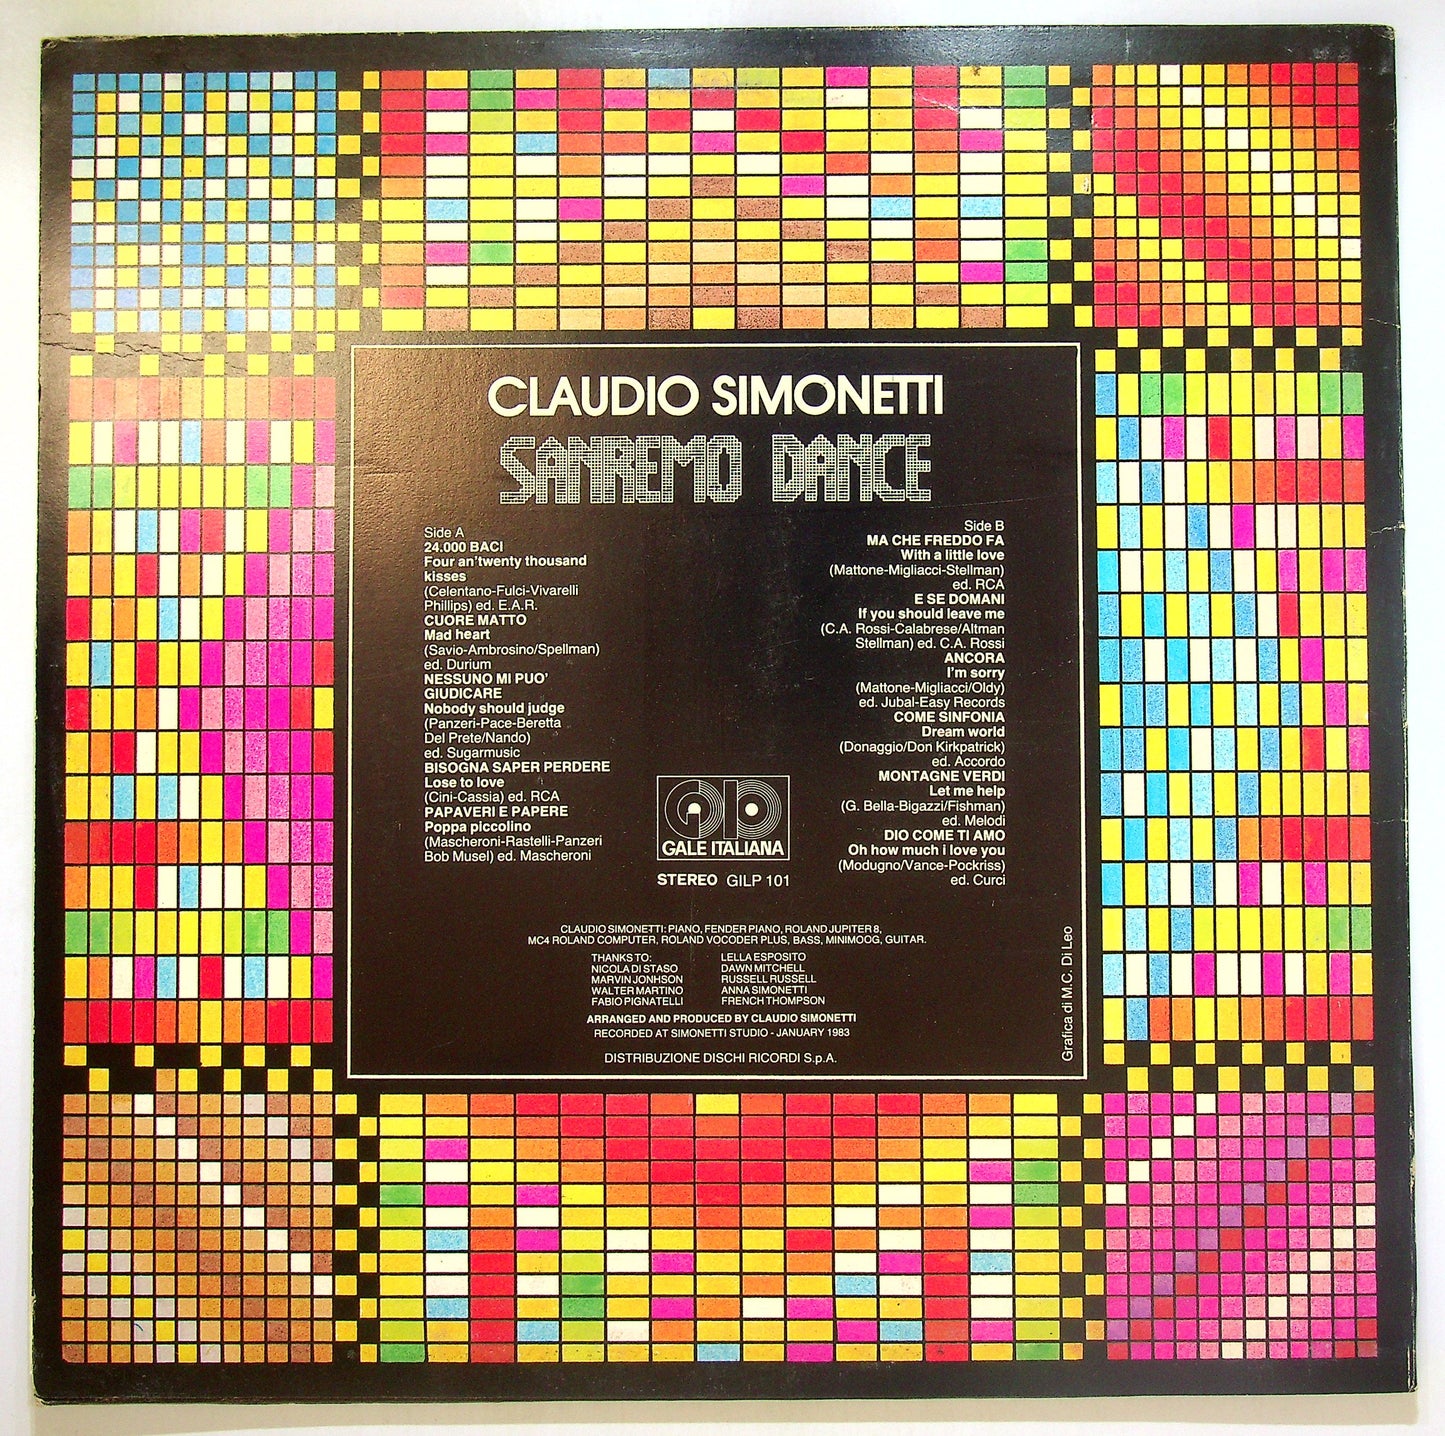 CLAUDIO SIMONETTI
SANREMO DANCE
Side A
24.000 BACI
Four an'twenty thousand
kisses
(Celentano-Fulci-Vivarelli
Phillips) ed. E.A.R.
CUORE MATTO
Mad heart
(Savio-Ambrosino/Spellman)
ed. Durium
NESSUNO MI PUO'
GIUDICARE
Nobody should judge
(Panzeri-Pace-Beretta
Del Prete/Nando)
ed. Sugarmusic
BISOGNA SAPER PERDERE
Lose to love
(Cini-Cassia) ed. RCA
PAPAVERI E PAPERE
Poppa piccolino
(Mascheroni-Rastelli-Panzeri
Bob Musel) ed. Mascheroni
Side B
MA CHE FREDDO FA
With a little love
(Mattone-Migliacci-Stellman)
ed. RCA
E SE DOMANI
If you should leave me
(C.A. Rossi-Calabrese/Altman
Stellman) ed. C.A. Rossi
ANCORA
I'm sorry
(Mattone-Migliacci/Oldy)
ed. Jubal-Easy Records
COME SINFONIA
Dream world
(Donaggio/Don Kirkpatrick)
ed. Accordo
MONTAGNE VERDI
Let me help
(G. Bella-Bigazzi/Fishman)
ed. Melodi
DIO COME TI AMO
Oh how much i love you
(Modugno/Vance-Pockriss)
ed. Curci
GALE ITALIANA
STEREO GILP 101
CLAUDIO SIMONETTI: PIANO, FENDER PIANO, ROLAND JUPITER 8,
MC4 ROLAND COMPUTER, ROLAND VOCODER PLUS, BASS, MINIMOOG, GUITAR.
THANKS TO:
NICOLA DI STASO
MARVIN JONHSON
WALTER MARTINO
FABIO PIGNATELLI
LELLA ESPOSITO
DAWN MITCHELL
RUSSELL RUSSELL
ANNA SIMONETTI
FRENCH THOMPSON
ARRANGED AND PRODUCED BY CLAUDIO SIMONETTI
RECORDED AT SIMONETTI STUDIO - JANUARY 1983
DISTRIBUZIONE DISCHI RICORDI S.p.A.
Grafica di M.C. Di Leo